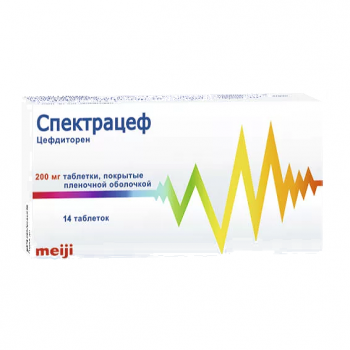 Спектрацеф
Цефдиторен
200 мг таблетки, покрытые
пленочной оболочкой
14 таблеток
meiji